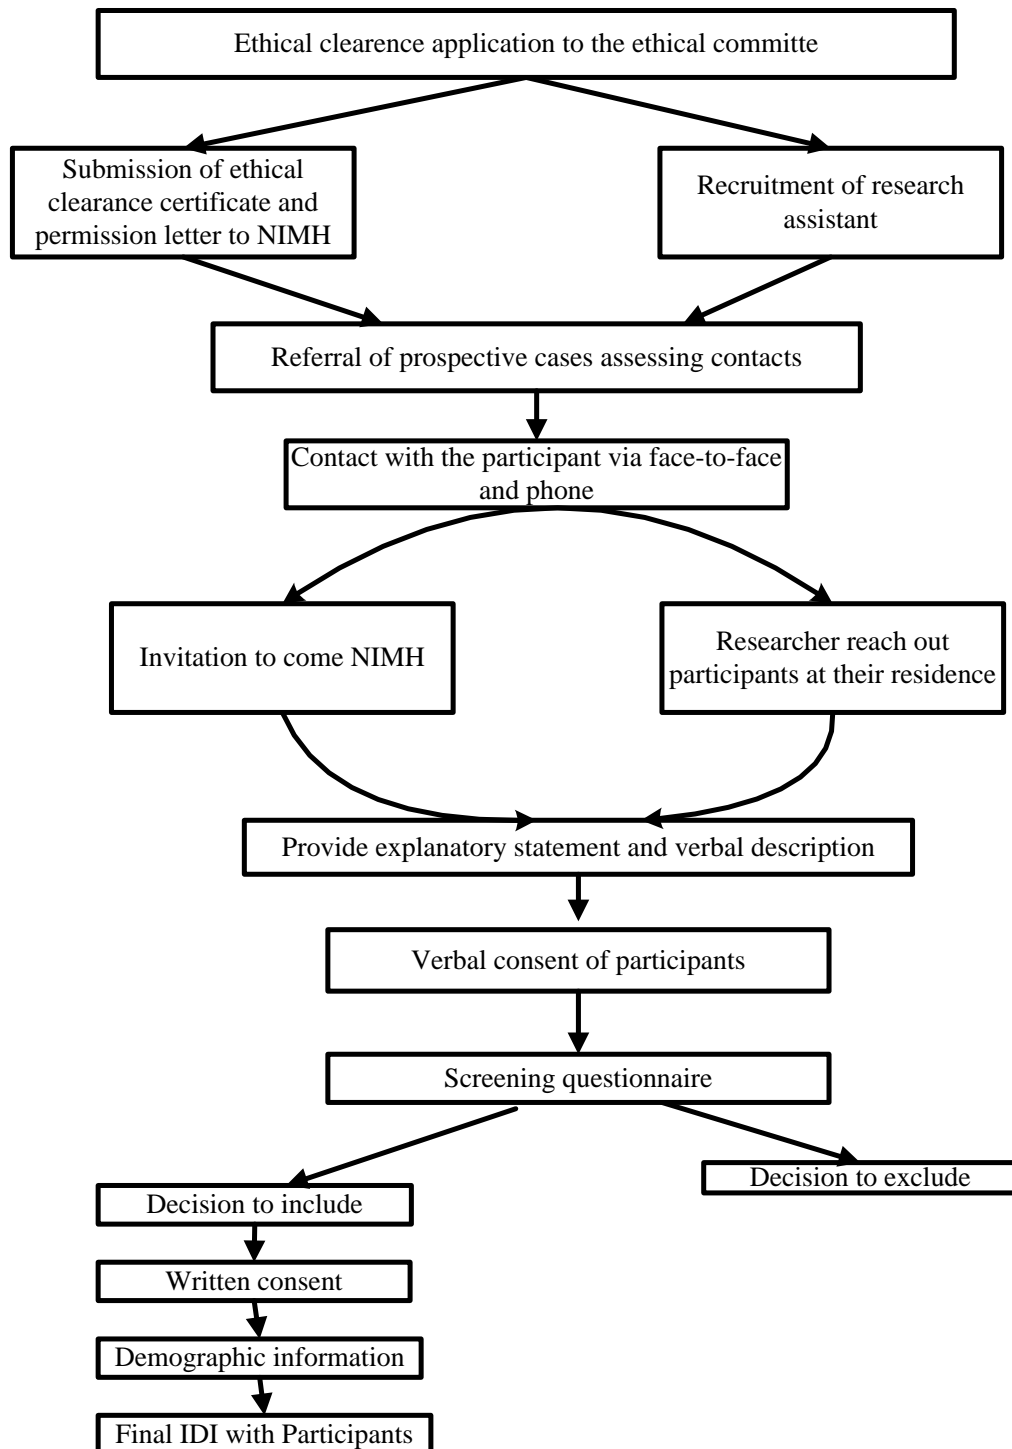 Ethical clearence application to the ethical committe
Submission of ethical
clearance certificate and
permission letter to NIMH
Recruitment of research
assistant
Referral of prospective cases assessing contacts
Contact with the participant via face-to-face
and phone
Invitation to come NIMH
Researcher reach out
participants at their residence
Provide explanatory statement and verbal description
Verbal consent of participants
Screening questionnaire
Decision to exclude
Decision to include
Written consent
Demographic information
Final IDI with Participants